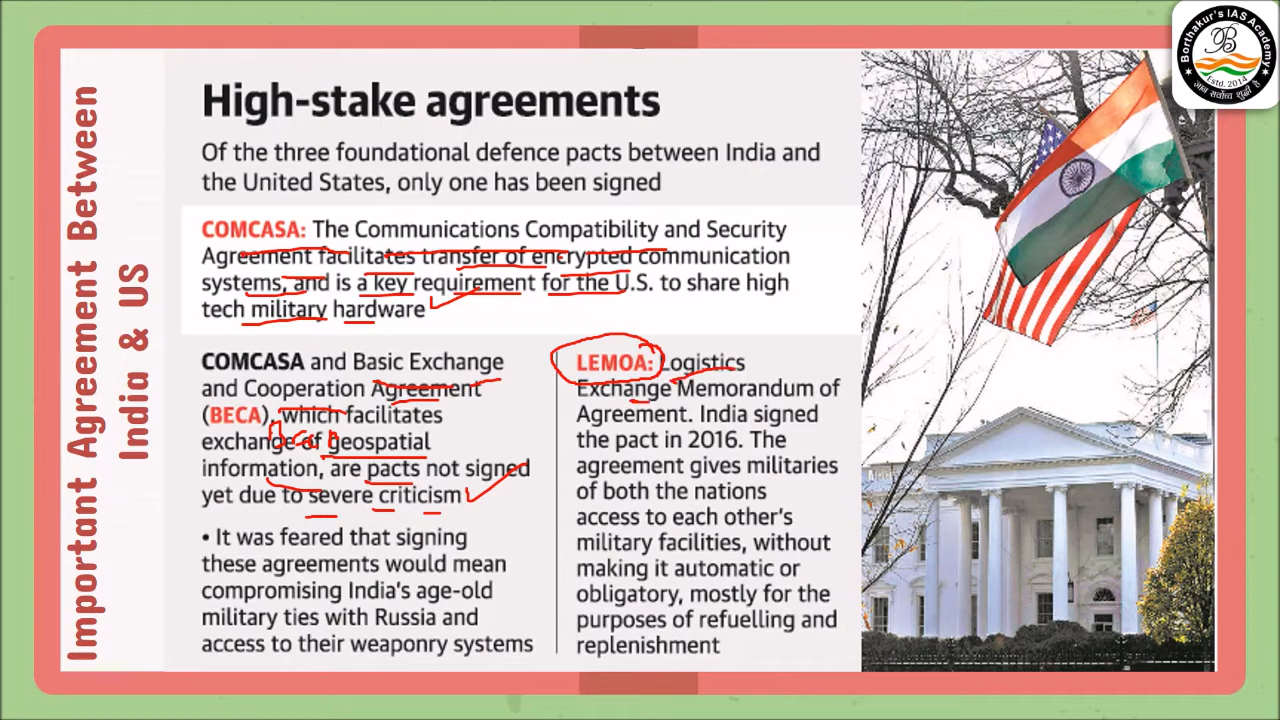 Important Agreement Between
India & US
High-stake agreements
Of the three foundational defence pacts between India and
the United States, only one has been signed
COMCASA: The Communications Compatibility and Security
Agreement facilitates transfer of encrypted communication
systems, and is a key requirement for the U.S. to share high
tech military hardware
COMCASA and Basic Exchange
and Cooperation Agreement
(BECA), which facilitates
exchange of geospatial
information, are pacts not signed
yet due to severe criticism
• It was feared that signing
these agreements would mean
compromising India's age-old
military ties with Russia and
access to their weaponry systems
LEMOA: Logistics
Exchange Memorandum of
Agreement. India signed
the pact in 2016. The
agreement gives militaries
of both the nations
access to each other's
military facilities, without
making it automatic or
obligatory, mostly for the
purposes of refuelling and
replenishment
Borthakur's IAS Academy
B
Estd. 2014